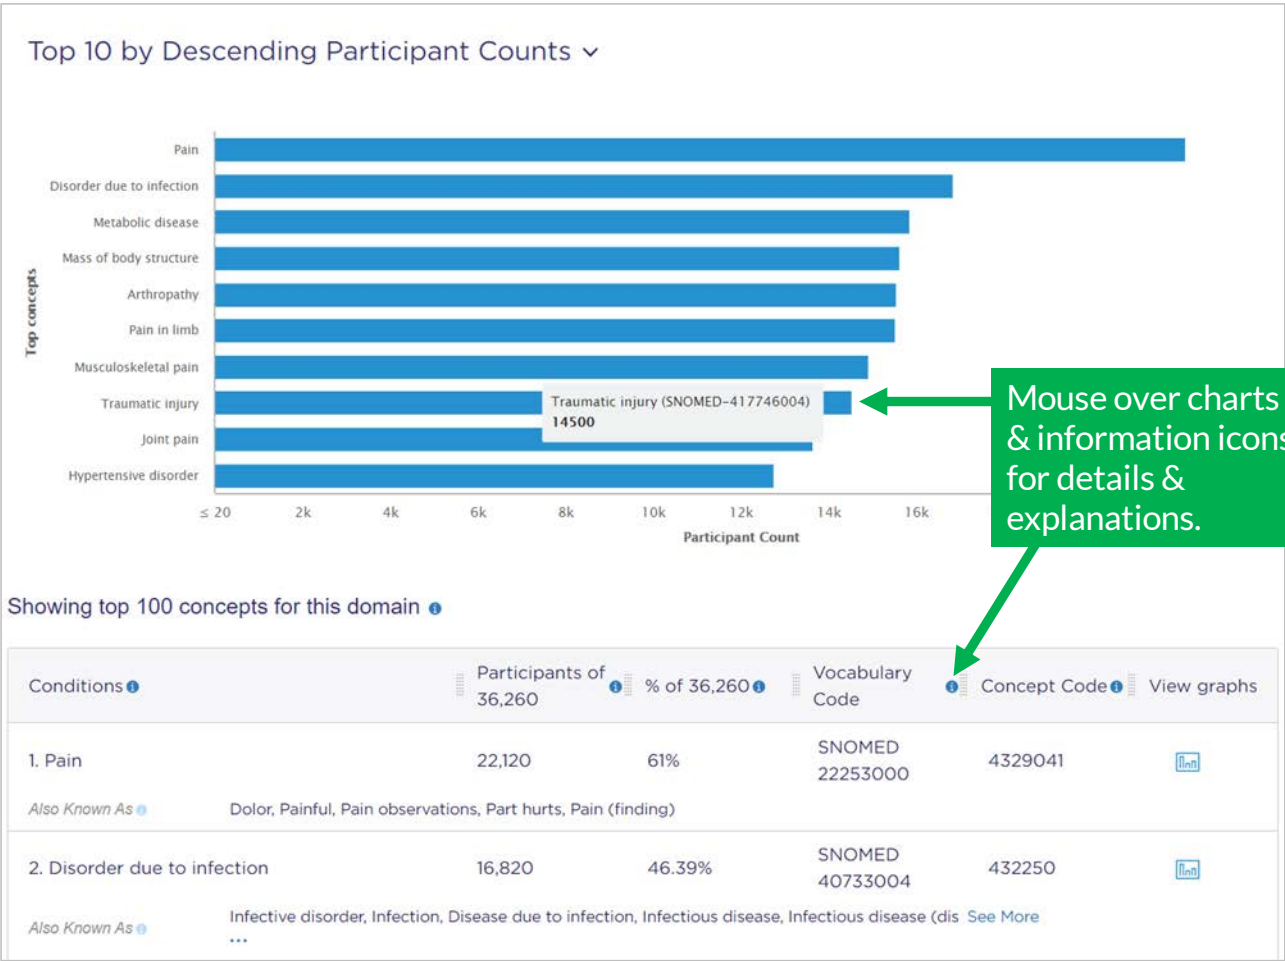 Top 10 by Descending Participant Counts
Pain
Disorder due to infection
Metabolic disease
Mass of body structure
Arthropathy
Pain in limb
Musculoskeletal pain
Traumatic injury
Joint pain
Hypertensive disorder
Top concepts
Traumatic injury (SNOMED-417746004)
14500
≤ 20 2k 4k 6k 8k 10k 12k 14k 16k
Participant Count
Mouse over charts
& information icons
for details &
explanations.
Showing top 100 concepts for this domain
Conditions Participants of 36,260 % of 36,260 Vocabulary Code Concept Code View graphs
1. Pain 22,120 61% SNOMED 22253000 4329041
Also Known As Dolor, Painful, Pain observations, Part hurts, Pain (finding)
2. Disorder due to infection 16,820 46.39% SNOMED 40733004 432250
Also Known As Infective disorder, Infection, Disease due to infection, Infectious disease, Infectious disease (dis See More
...